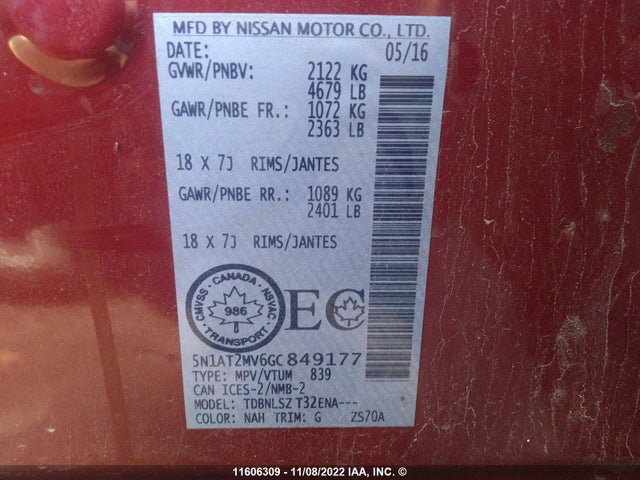 MFD BY NISSAN MOTOR CO., LTD.
DATE: 05/16
GVWR/PNBV: 2122 KG
4679 LB
GAWR/PNBE FR.: 1072 KG
2363 LB
18 X 7J RIMS/JANTES
GAWR/PNBE RR.: 1089 KG
2401 LB
18 X 7J RIMS/JANTES
CMVSS · CANADA · NSVAC
986
TRANSPORT
EC
5N1AT2MV6GC849177
TYPE: MPV/VTUM 839
CAN ICES-2/NMB-2
MODEL: TDBNLSZ T32ENA---
COLOR: NAH TRIM: G ZS70A
11606309 - 11/08/2022 IAA, INC. ©